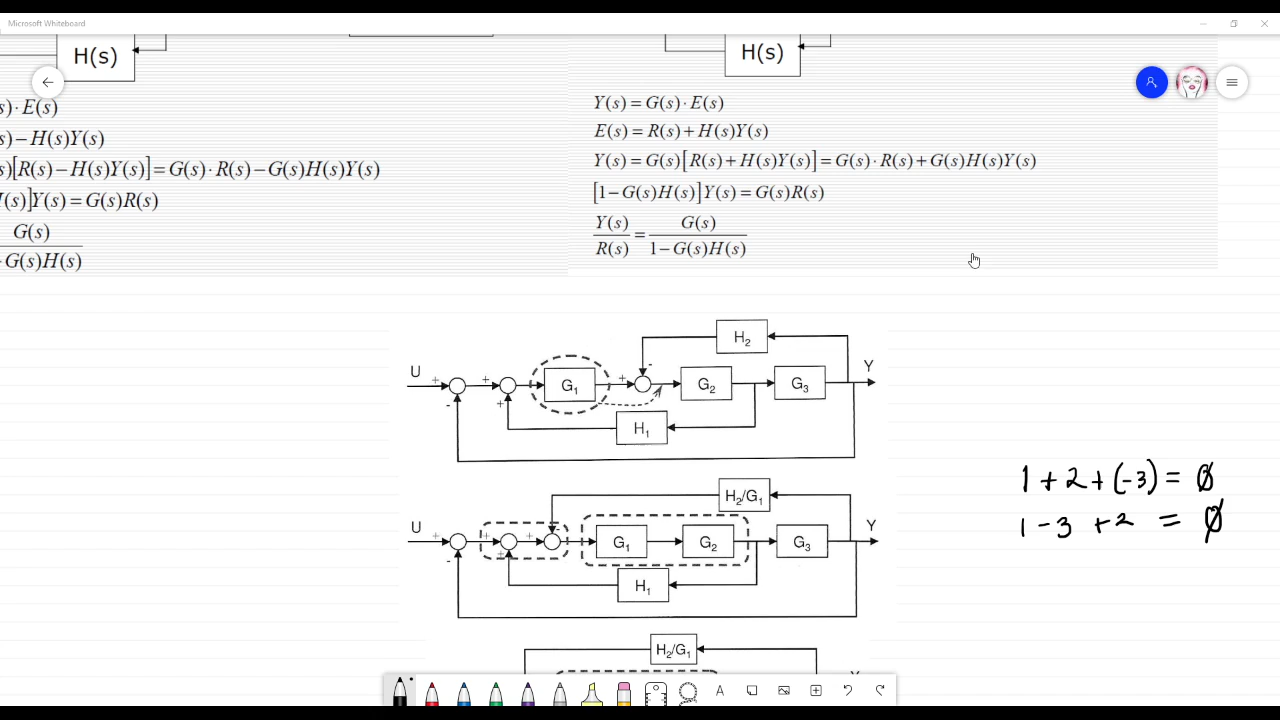 Microsoft Whiteboard
H(s)
H(s)
s)·E(s)
s)−H(s)Y(s)
s)[R(s)−H(s)Y(s)]=G(s)·R(s)−G(s)H(s)Y(s)
(s)]Y(s)=G(s)R(s)
G(s)
G(s)H(s)
Y(s)=G(s)·E(s)
E(s)=R(s)+H(s)Y(s)
Y(s)=G(s)[R(s)+H(s)Y(s)]=G(s)·R(s)+G(s)H(s)Y(s)
[1−G(s)H(s)]Y(s)=G(s)R(s)
Y(s)/R(s)=G(s)/1−G(s)H(s)
H₂
-
U + + G₁ + G₂ G₃ Y
- +
H₁
H₂/G₁
-
U + + + G₁ G₂ G₃ Y
- +
H₁
1+2+(-3)=0
1-3 +2 = 0
H₂/G₁
A